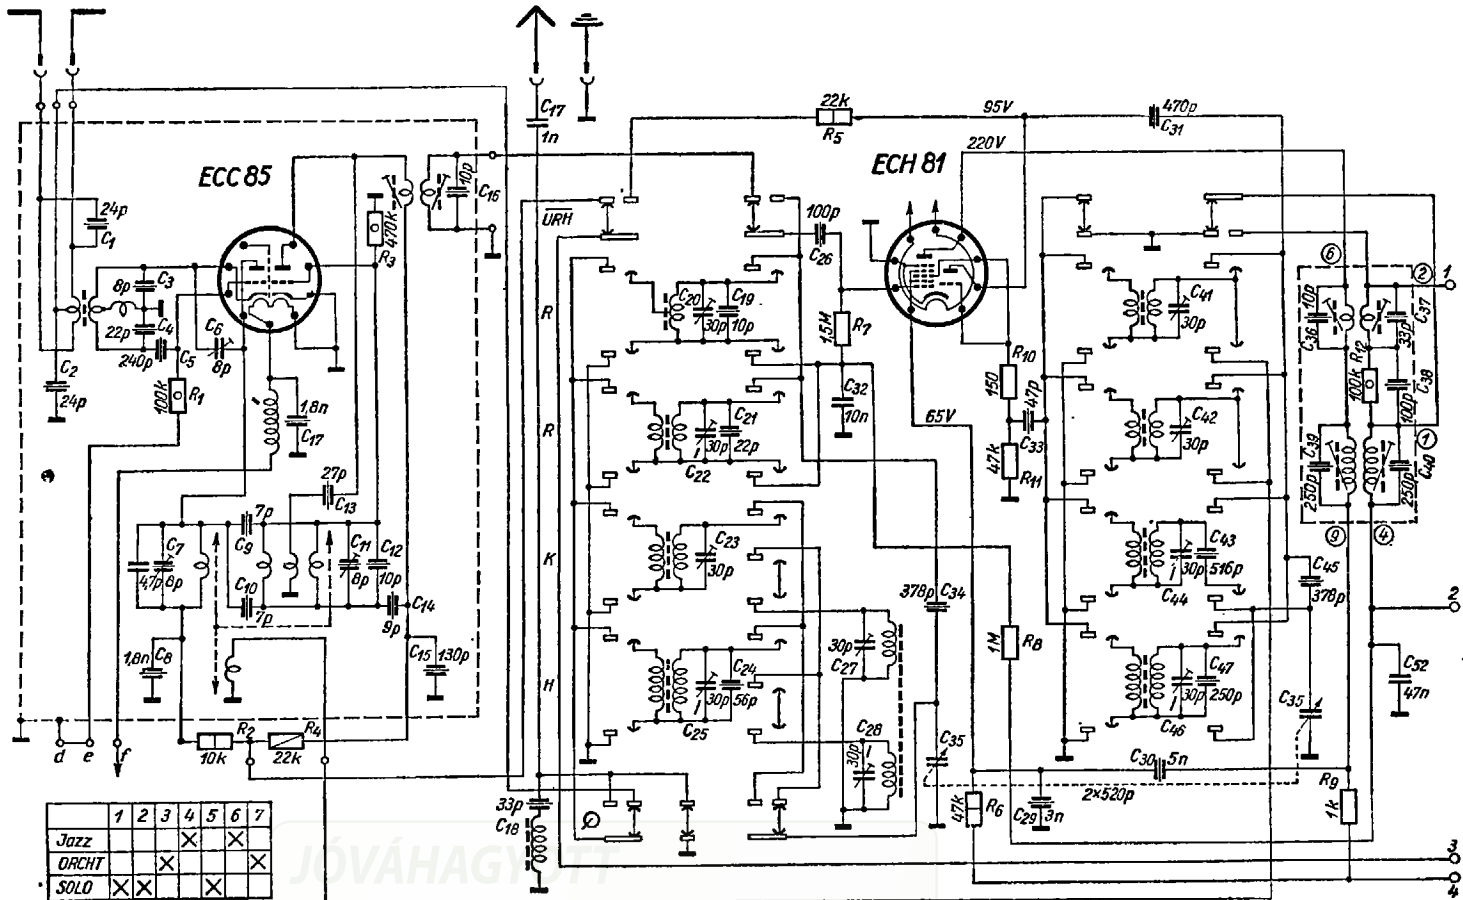 ECC 85
ECH 81
24p
C1
C2
24p
C3
8p
22p
C4
240p
C5
C6
8p
100k
R1
1,8n
C17
470k
R3
10p
C16
C17
1n
27p
C13
7p
C9
C10
7p
C7
4,7p
8p
C11
8p
C12
10p
C14
9p
C15
130p
1,8n
C8
R2
10k
R4
22k
d
e
f
URH
R
R
K
H
22k
R5
95V
470p
C31
220V
100p
C26
C20
30p
C19
10p
1,5M
R7
C32
10n
C21
30p
22p
C22
C23
30p
C24
30p
56p
C25
30p
C27
C28
30p
378p
C34
C35
33p
C18
R10
150
47p
C33
47k
R11
65V
1M
R8
47k
R6
C29
3n
C30
5n
2×520p
C41
30p
C42
30p
C43
30p
516p
C44
C47
30p
250p
C46
C45
378p
C35
R9
1k
C52
47n
6
2
10p
C36
C37
33p
R12
100k
C38
100p
C39
250p
1
C40
250p
9
4
1
2
3
4
1 2 3 4 5 6 7
Jazz X X
ORCHT X X
SOLO X X X
JÓVÁHAGYOTT